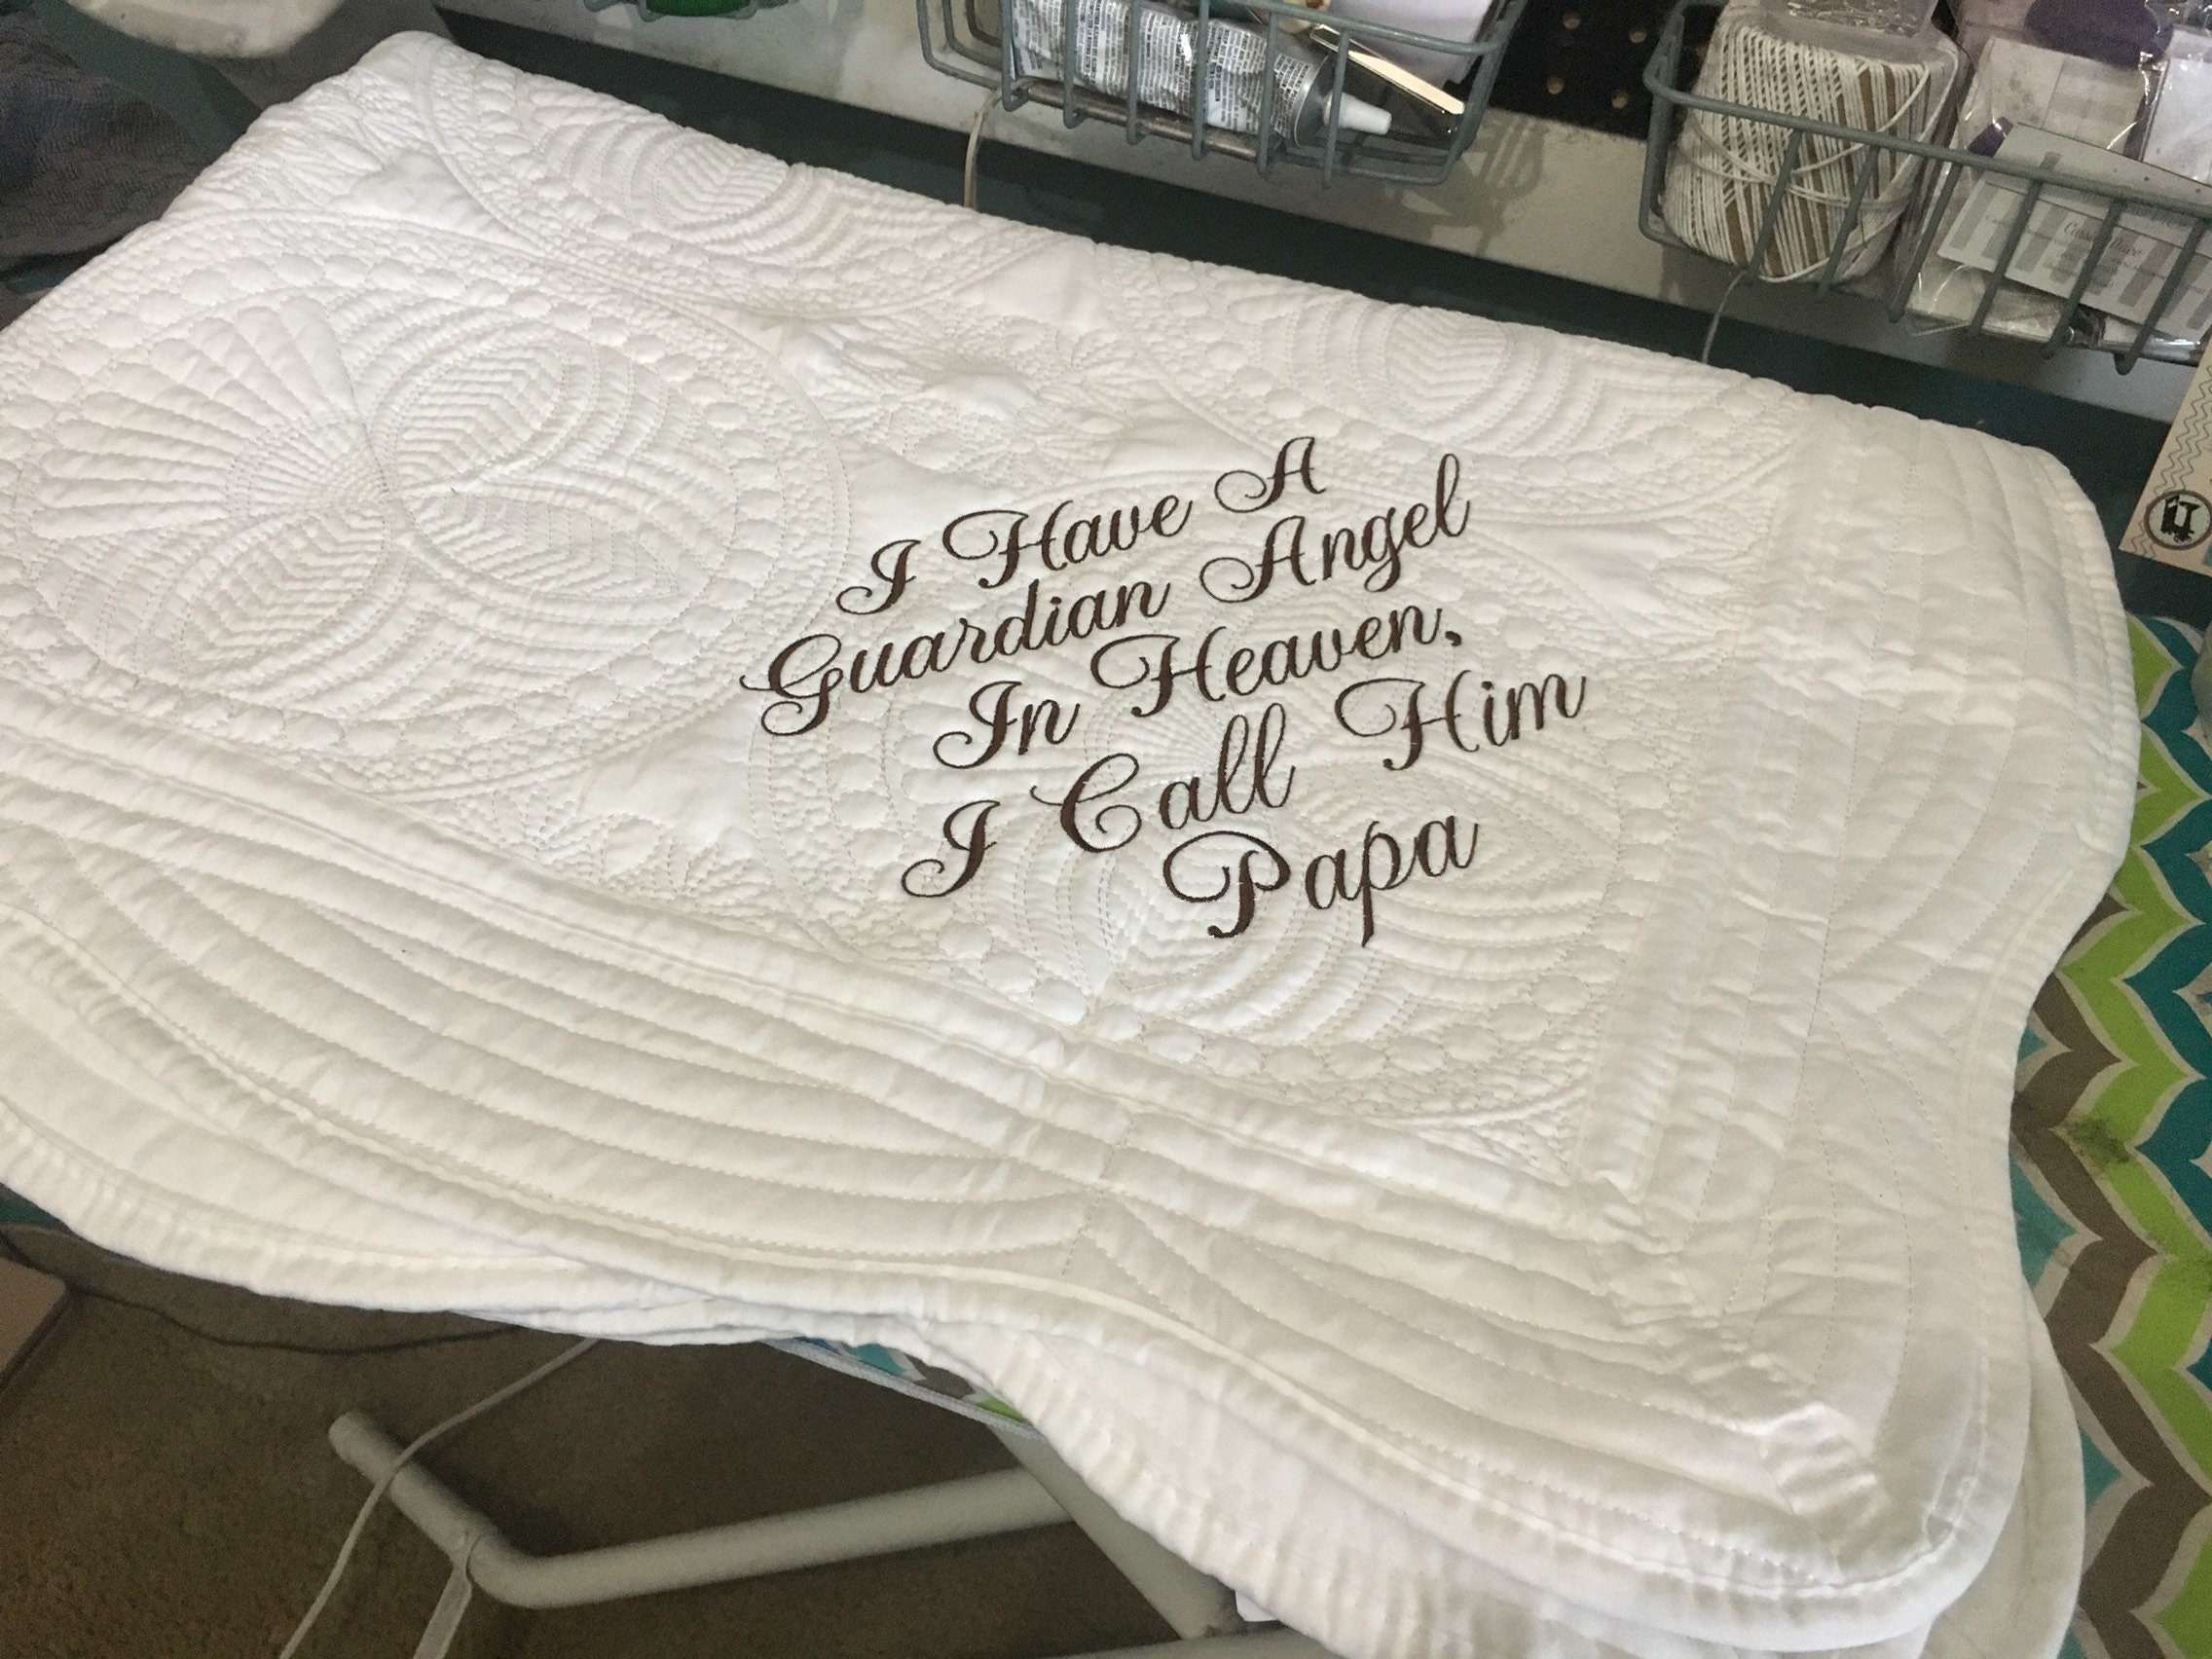 I Have A
Guardian Angel
In Heaven,
I Call Him
Papa